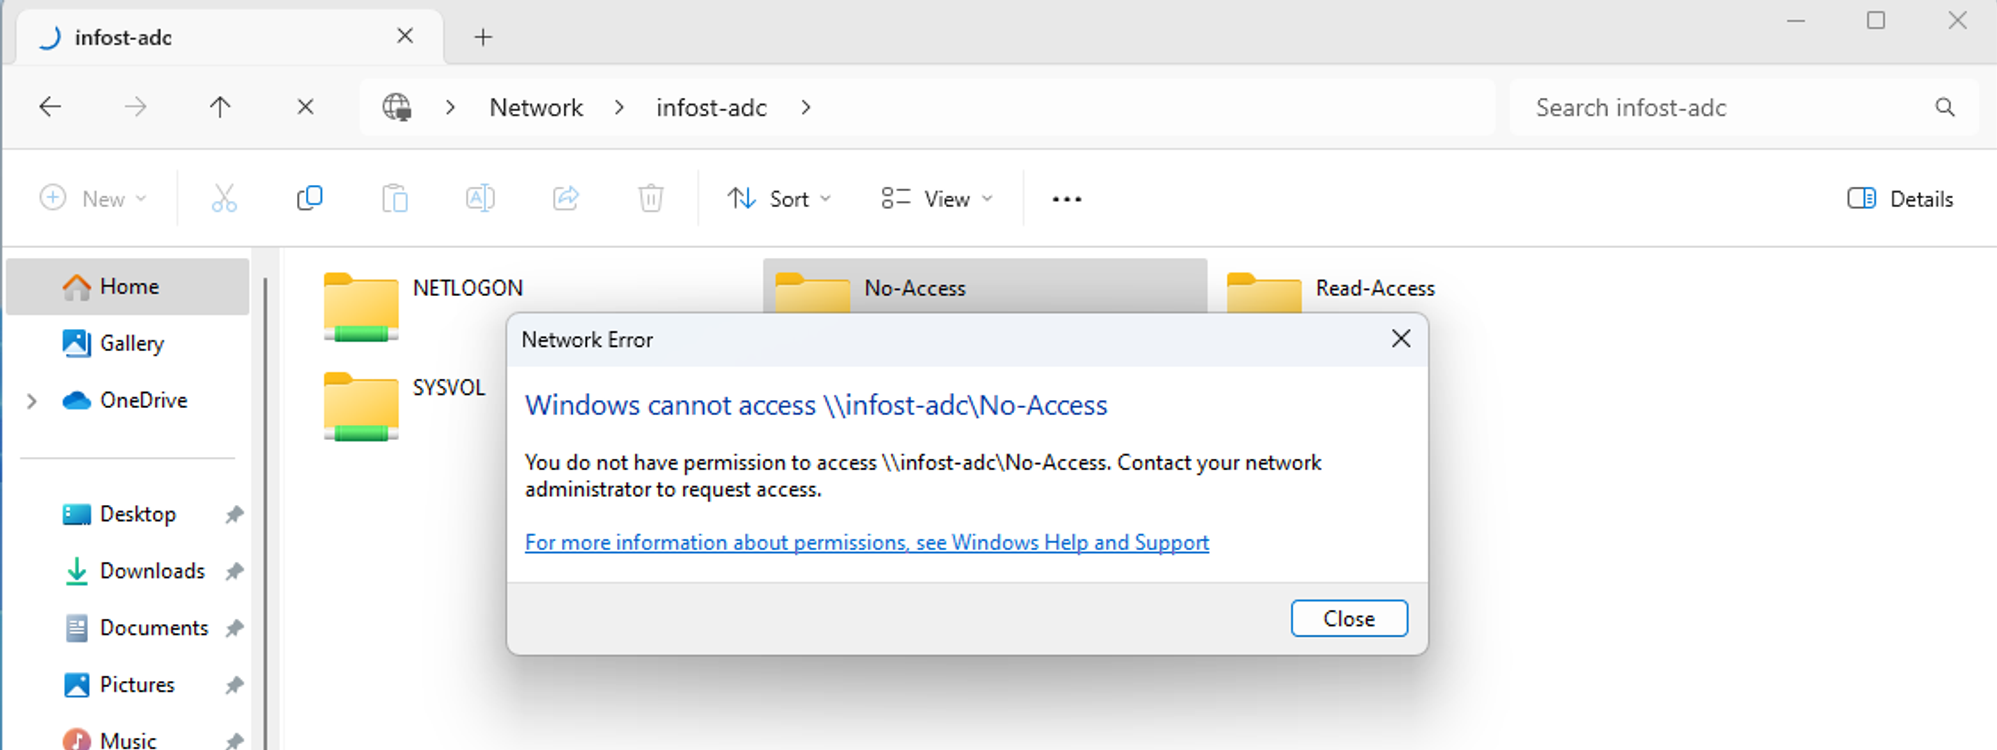 infost-adc
Network
infost-adc
Search infost-adc
New
Sort
View
Details
Home
Gallery
OneDrive
Desktop
Downloads
Documents
Pictures
Music
NETLOGON
No-Access
Read-Access
SYSVOL
Network Error
Windows cannot access \\infost-adc\No-Access
You do not have permission to access \\infost-adc\No-Access. Contact your network
administrator to request access.
For more information about permissions, see Windows Help and Support
Close